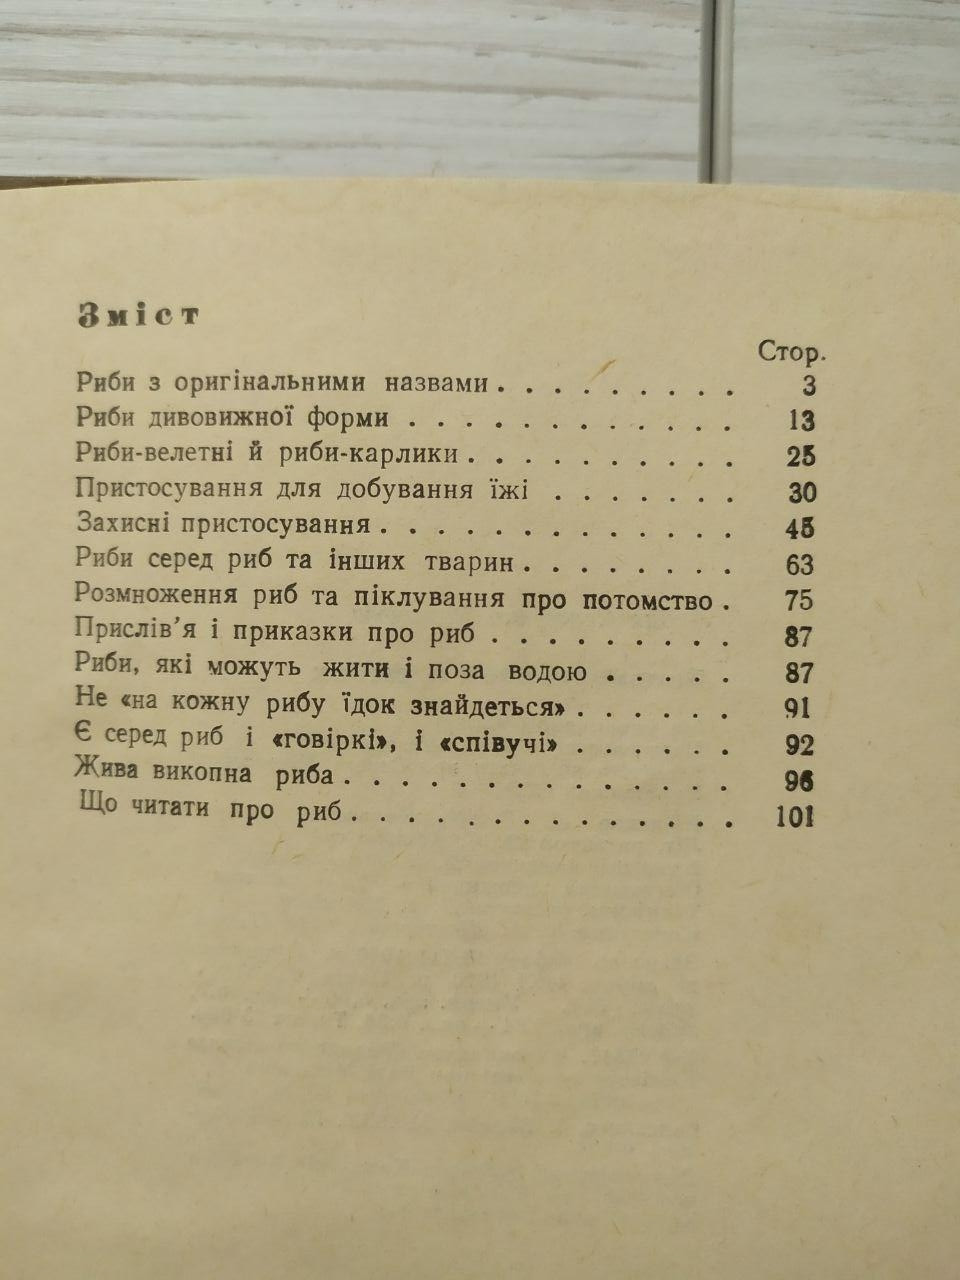 Зміст
Стор.
Риби з оригінальними назвами . . . . . . . . . 3
Риби дивовижної форми . . . . . . . . . . . . 13
Риби-велетні й риби-карлики . . . . . . . . . . 25
Пристосування для добування їжі . . . . . . . 30
Захисні пристосування . . . . . . . . . . . . . 45
Риби серед риб та інших тварин . . . . . . . . 63
Розмноження риб та піклування про потомство . 75
Прислів'я і приказки про риб . . . . . . . . . 87
Риби, які можуть жити і поза водою . . . . . 87
Не «на кожну рибу їдок знайдеться» . . . . . . 91
Є серед риб і «говіркі», і «співучі» . . . . . . 92
Жива викопна риба . . . . . . . . . . . . . . 96
Що читати про риб . . . . . . . . . . . . . . 101